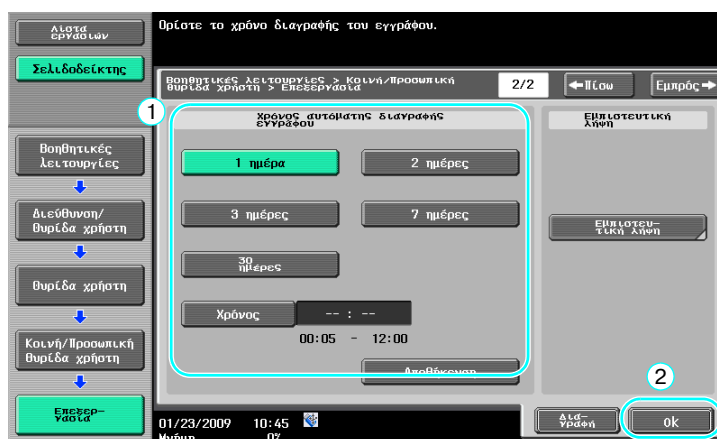 Λίστα
εργασιών
Ορίστε το χρόνο διαγραφής του εγγράφου.
Σελιδοδείκτης
Βοηθητικές λειτουργίες > Κοινή/Προσωπική
θυρίδα χρήστη > Επεξεργασία
2/2
←Πίσω
Εμπρός→
1
Χρόνος αυτόματης διαγραφής
εγγράφου
Εμπιστευτική
λήψη
Βοηθητικές
λειτουργίες
1 ημέρα
2 ημέρες
Διεύθυνση/
θυρίδα χρήστη
3 ημέρες
7 ημέρες
Εμπιστευ-
τική λήψη
30
ημέρες
θυρίδα χρήστη
Χρόνος
-- : --
00:05 - 12:00
Κοινή/Προσωπική
θυρίδα χρήστη
Αποθήκευση
2
Επεξερ-
γασία
01/23/2009 10:45
Μνήμη 0%
Δια-
γραφή
ok